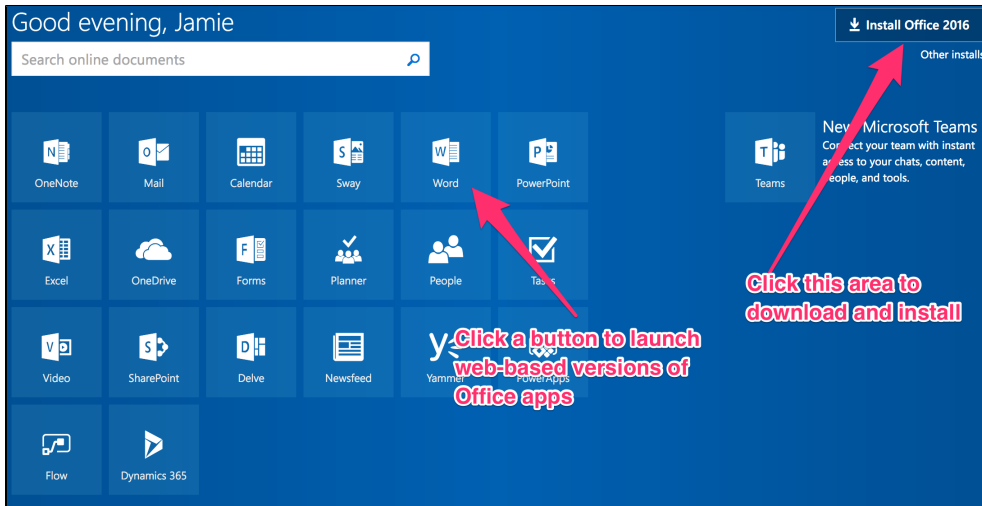 Good evening, Jamie
Install Office 2016
Search online documents
Other installs
New Microsoft Teams
Connect your team with instant
access to your chats, content,
people, and tools.
OneNote
Mail
Calendar
Sway
Word
PowerPoint
Teams
Excel
OneDrive
Forms
Planner
People
Tasks
Click this area to
download and install
Click a button to launch
web-based versions of
Office apps
Video
SharePoint
Delve
Newsfeed
Yammer
PowerApps
Flow
Dynamics 365